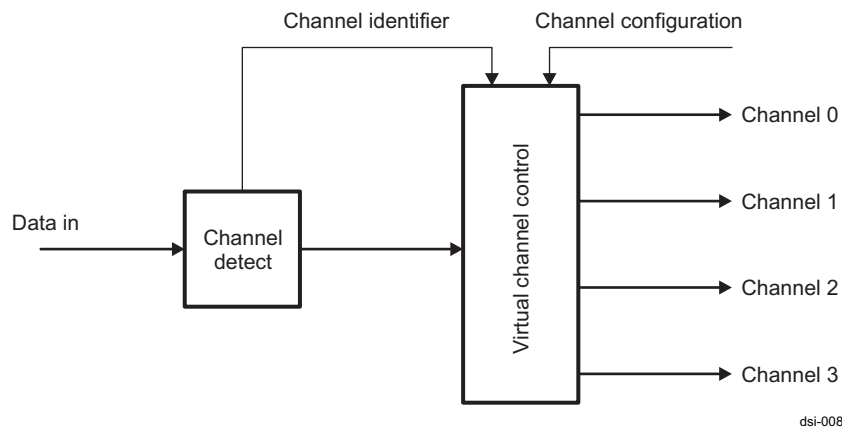 Channel identifier
Channel configuration
Channel 0
Channel 1
Data in
Channel
detect
Virtual channel control
Channel 2
Channel 3
dsi-008